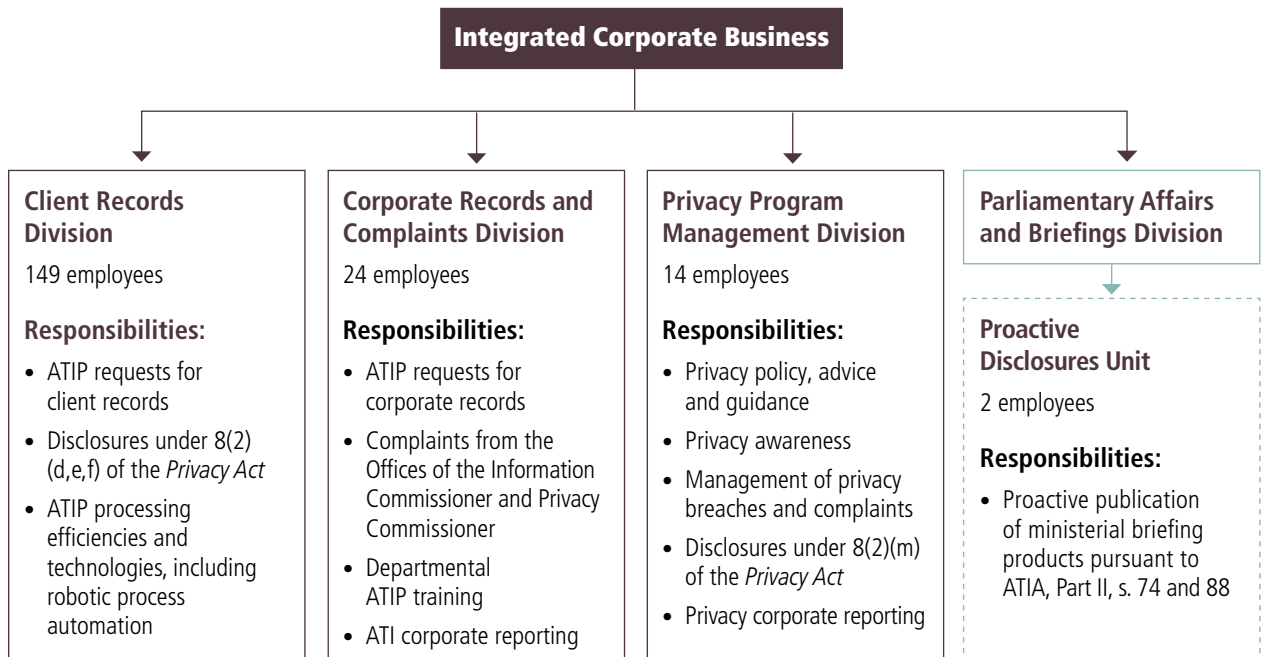 Integrated Corporate Business
Client Records
Division
149 employees
Responsibilities:
• ATIP requests for
client records
• Disclosures under 8(2)
(d,e,f) of the Privacy Act
• ATIP processing
efficiencies and
technologies, including
robotic process
automation
Corporate Records and
Complaints Division
24 employees
Responsibilities:
• ATIP requests for
corporate records
• Complaints from the
Offices of the Information
Commissioner and Privacy
Commissioner
• Departmental
ATIP training
• ATI corporate reporting
Privacy Program
Management Division
14 employees
Responsibilities:
• Privacy policy, advice
and guidance
• Privacy awareness
• Management of privacy
breaches and complaints
• Disclosures under 8(2)(m)
of the Privacy Act
• Privacy corporate reporting
Parliamentary Affairs
and Briefings Division
Proactive
Disclosures Unit
2 employees
Responsibilities:
• Proactive publication
of ministerial briefing
products pursuant to
ATIA, Part II, s. 74 and 88